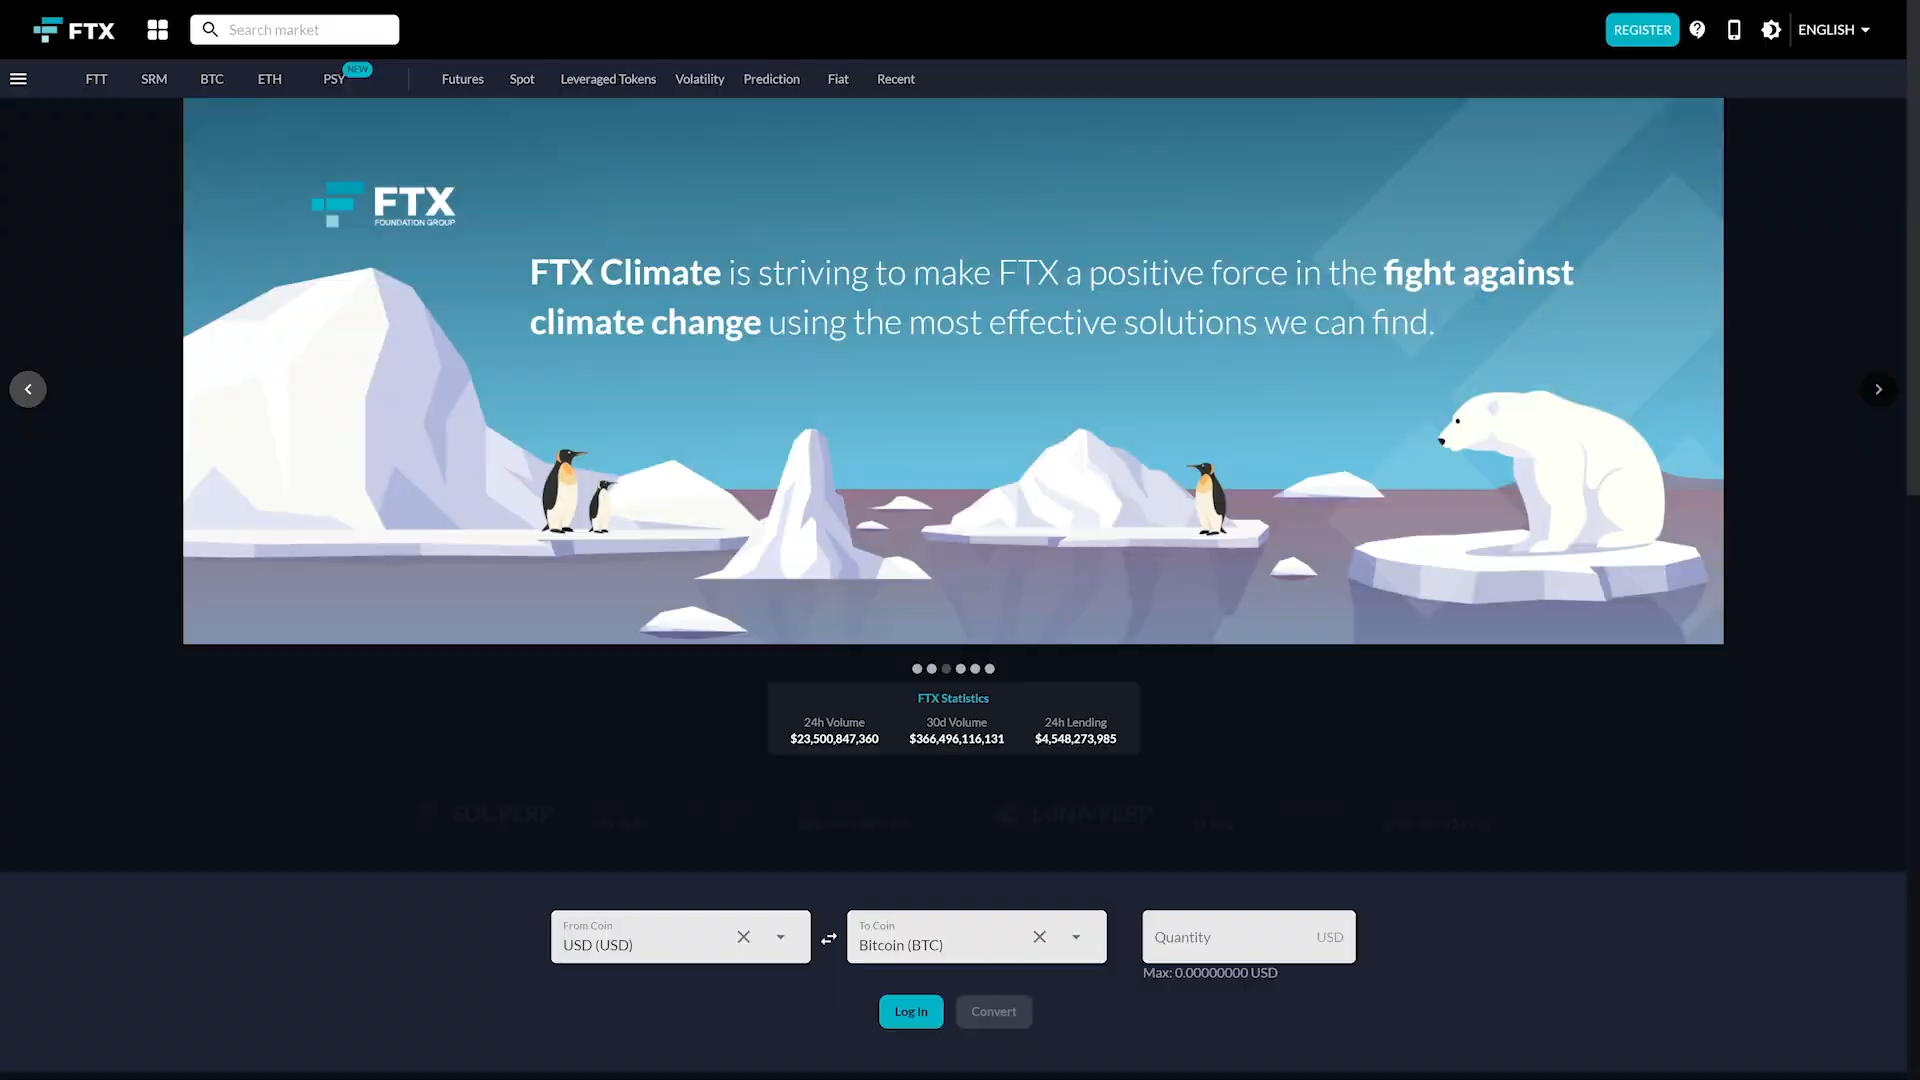 FTX
Search market
REGISTER
ENGLISH
FTT SRM BTC ETH PSY NEW Futures Spot Leveraged Tokens Volatility Prediction Fiat Recent
FTX
FOUNDATION GROUP
FTX Climate is striving to make FTX a positive force in the fight against
climate change using the most effective solutions we can find.
FTX Statistics
24h Volume 30d Volume 24h Lending
$23,500,847,360 $366,496,116,131 $4,548,273,985
SOL-PERP LUNA-PERP
From Coin
USD (USD)
To Coin
Bitcoin (BTC)
Quantity USD
Max: 0.00000000 USD
Log In Convert